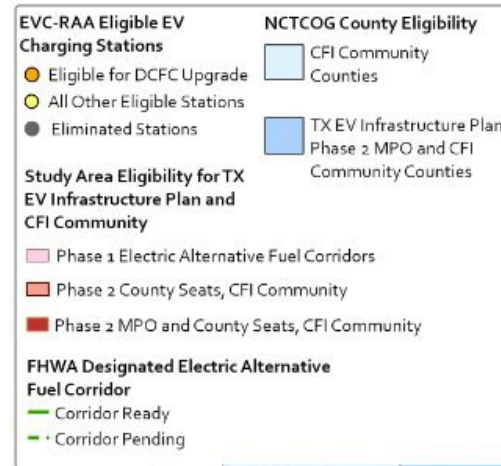 EVC-RAA Eligible EV
Charging Stations
Eligible for DCFC Upgrade
All Other Eligible Stations
Eliminated Stations
Study Area Eligibility for TX
EV Infrastructure Plan and
CFI Community
Phase 1 Electric Alternative Fuel Corridors
Phase 2 County Seats, CFI Community
Phase 2 MPO and County Seats, CFI Community
FHWA Designated Electric Alternative
Fuel Corridor
Corridor Ready
Corridor Pending
NCTCOG County Eligibility
CFI Community
Counties
TX EV Infrastructure Plan
Phase 2 MPO and CFI
Community Counties